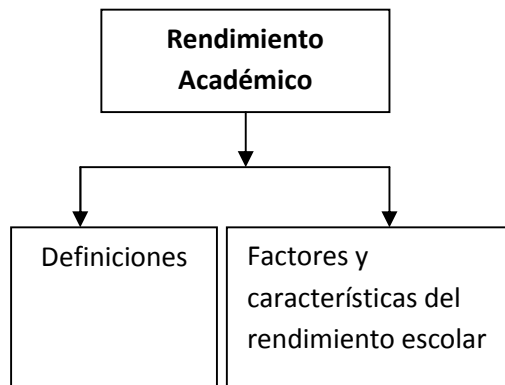 Rendimiento
Académico
Definiciones
Factores y
características del
rendimiento escolar